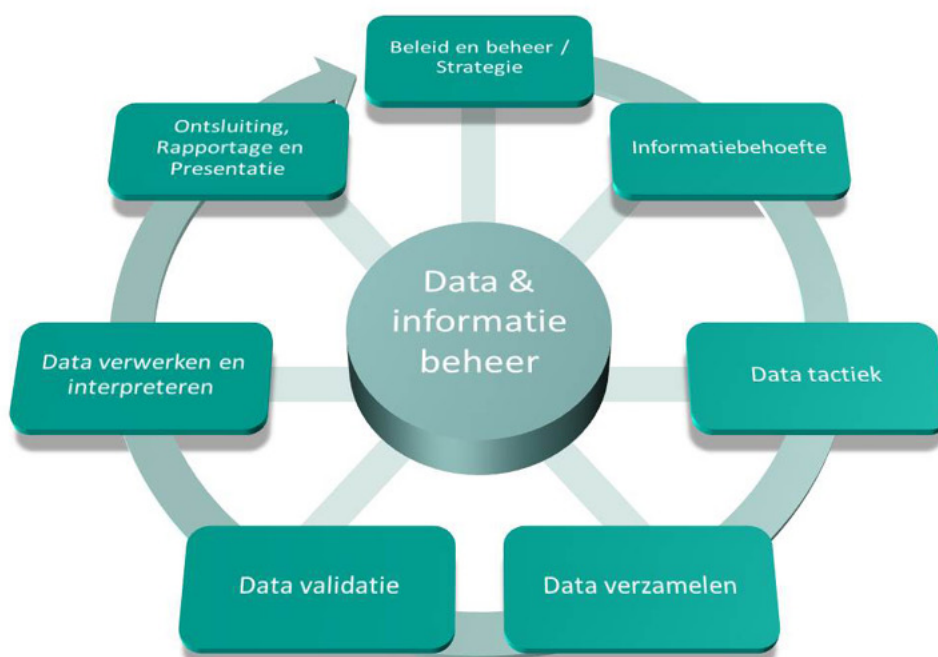 Beleid en beheer /
Strategie
Informatiebehoefte
Data tactiek
Data verzamelen
Data validatie
Data verwerken en
interpreteren
Ontsluiting,
Rapportage en
Presentatie
Data &
informatie
beheer